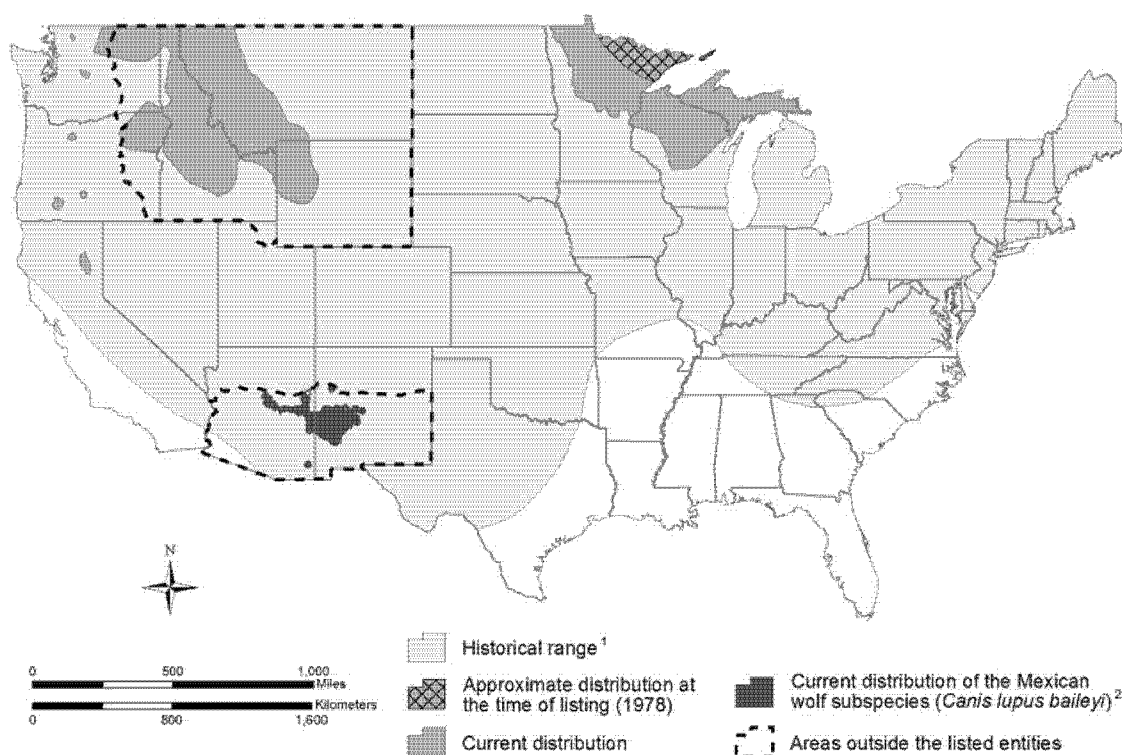 N
0 500 1,000
Miles
Kilometers
0 800 1,600
Historical range 1
Approximate distribution at
the time of listing (1978)
Current distribution
Current distribution of the Mexican
wolf subspecies (Canis lupus baileyi) 2
Areas outside the listed entities